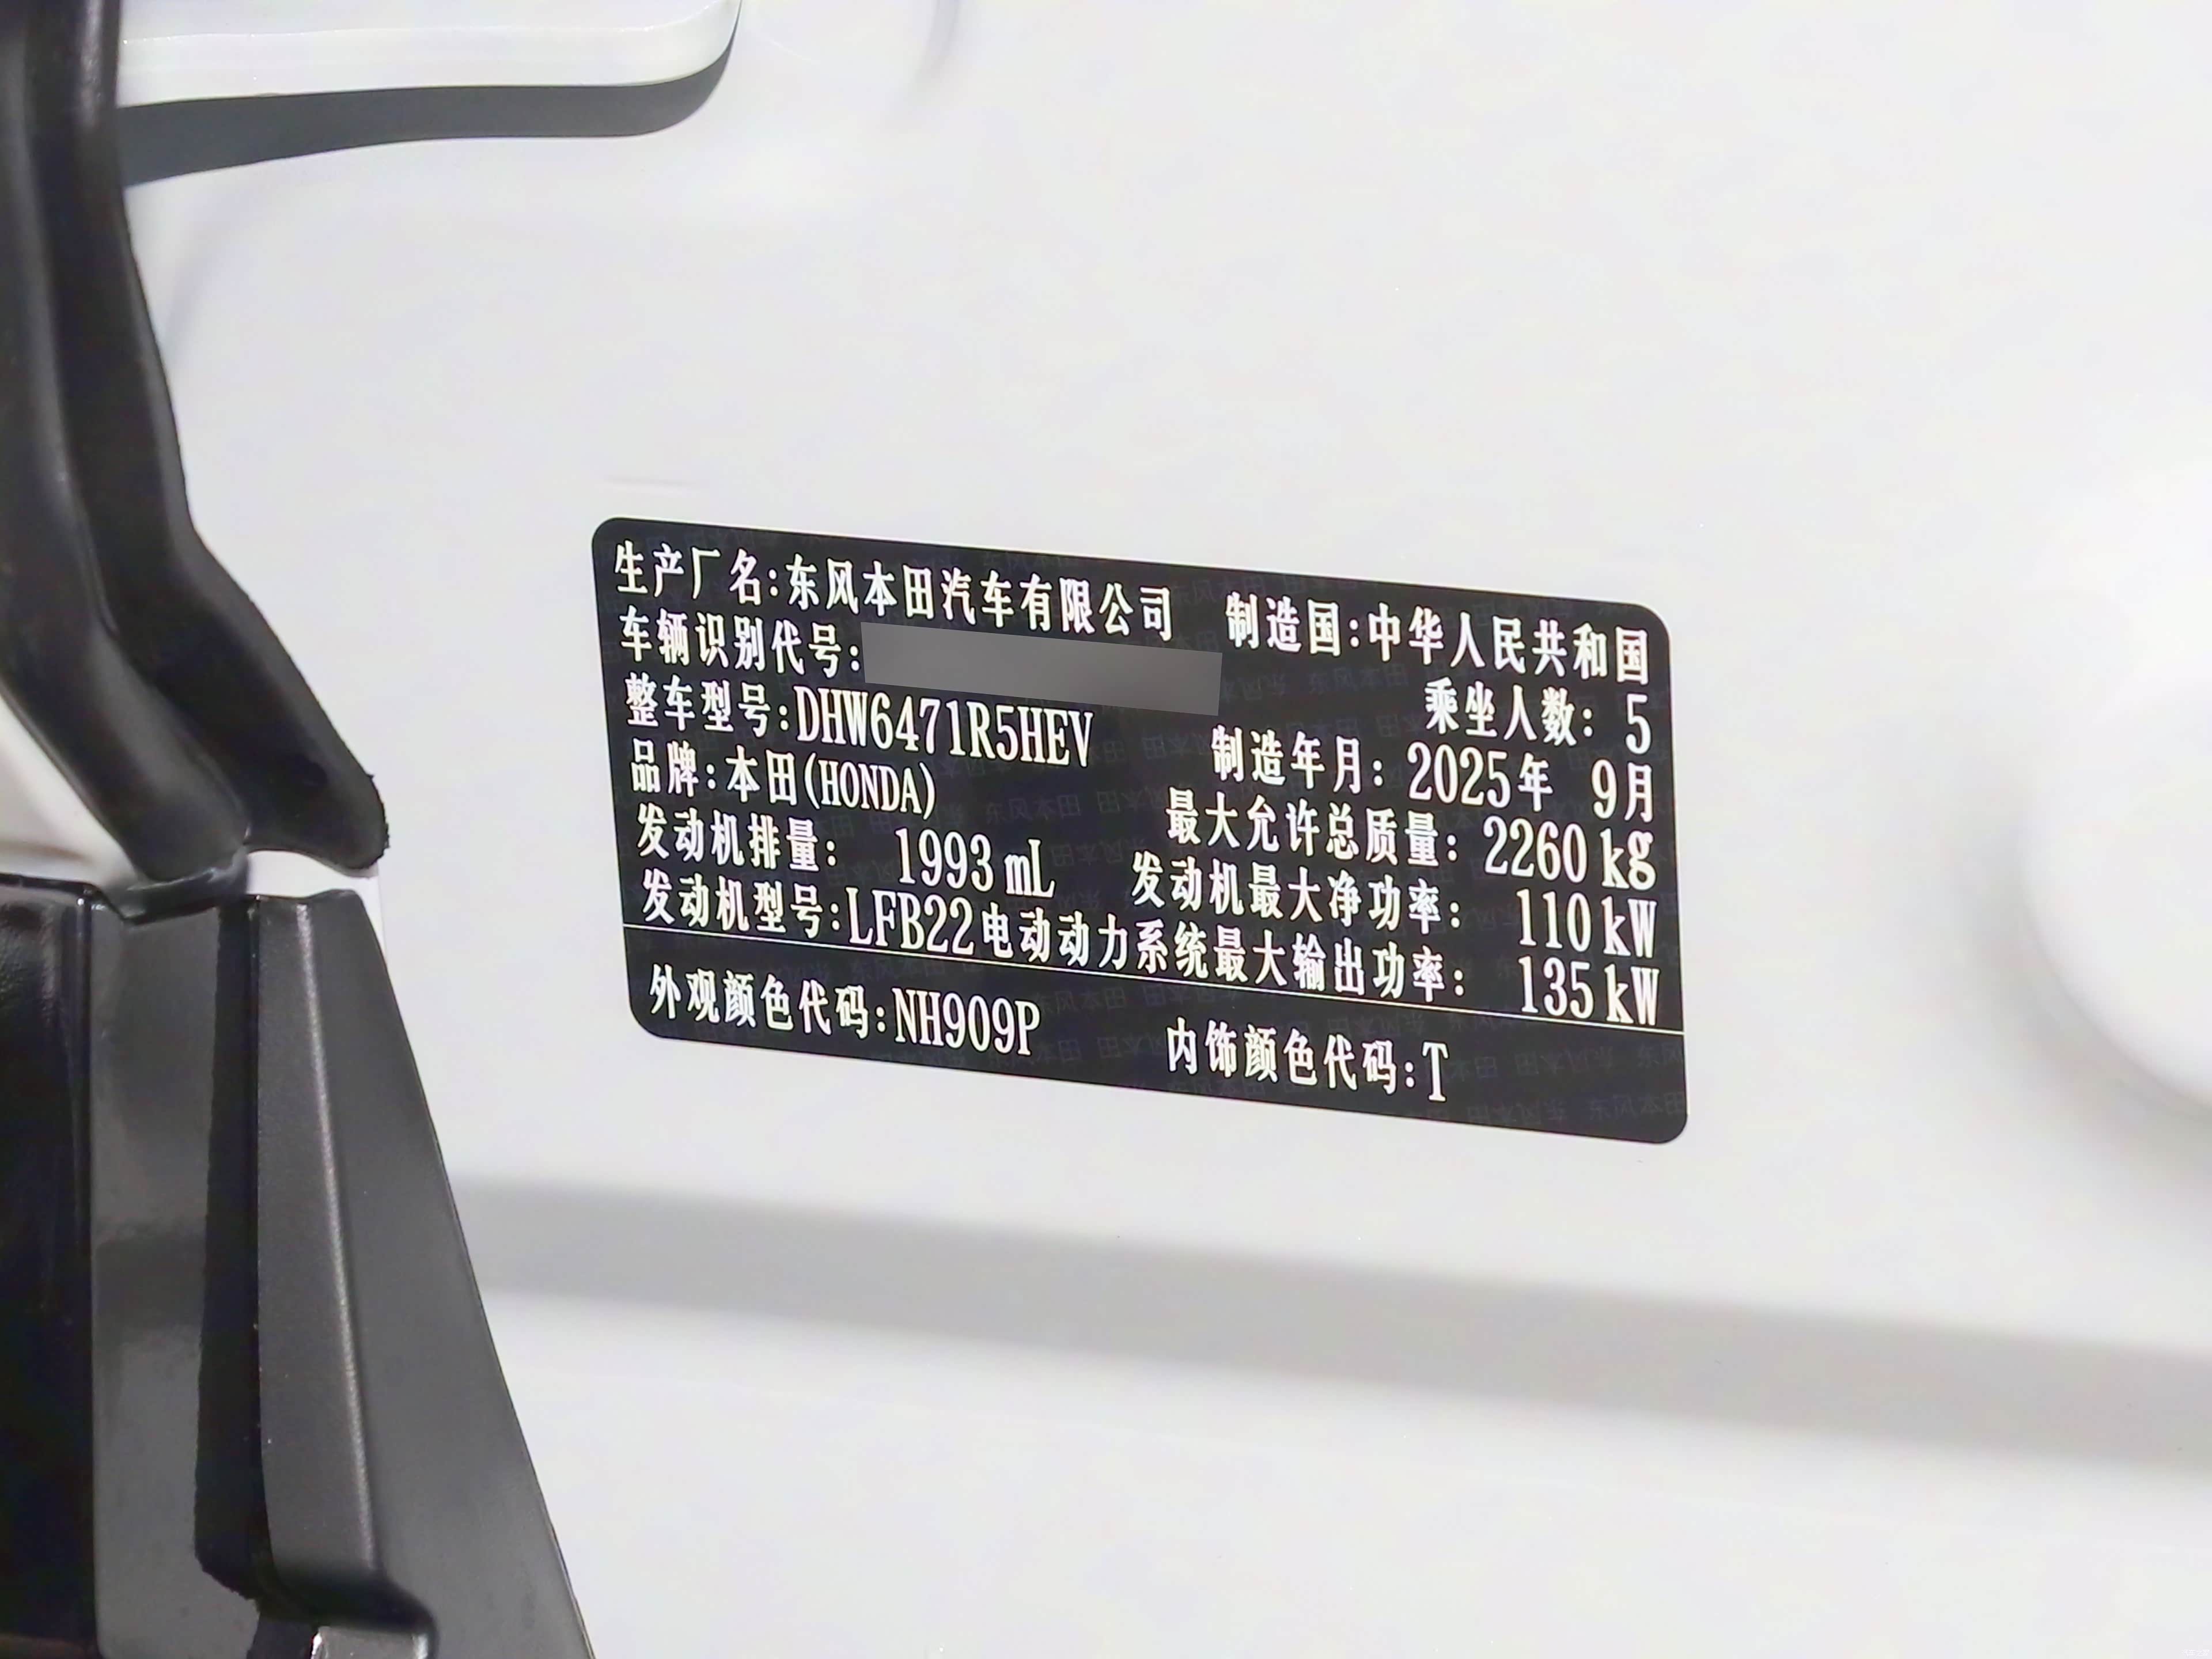 生产厂名:东风本田汽车有限公司 制造国:中华人民共和国
车辆识别代号: 乘坐人数: 5
整车型号:DHW6471R5HEV 制造年月: 2025年 9月
品牌:本田(HONDA) 最大允许总质量: 2260 kg
发动机排量: 1993 mL 发动机最大净功率: 110 kW
发动机型号:LFB22 电动动力系统最大输出功率: 135 kW
外观颜色代码:NH909P 内饰颜色代码:T